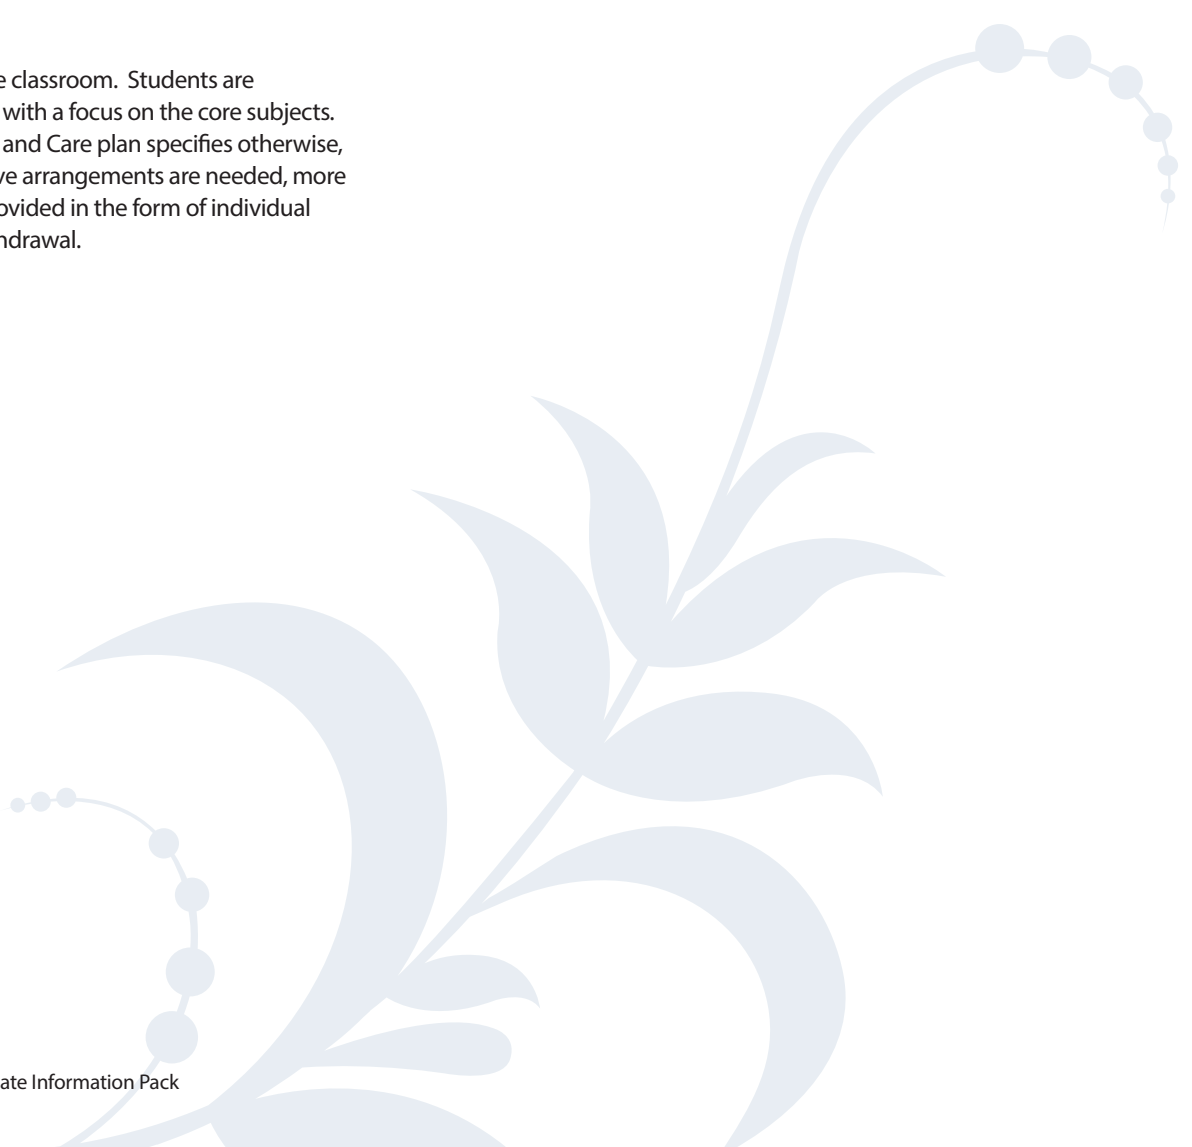 e classroom.  Students are
with a focus on the core subjects.
and Care plan specifies otherwise,
ve arrangements are needed, more
ovided in the form of individual
ndrawal.
ate Information Pack